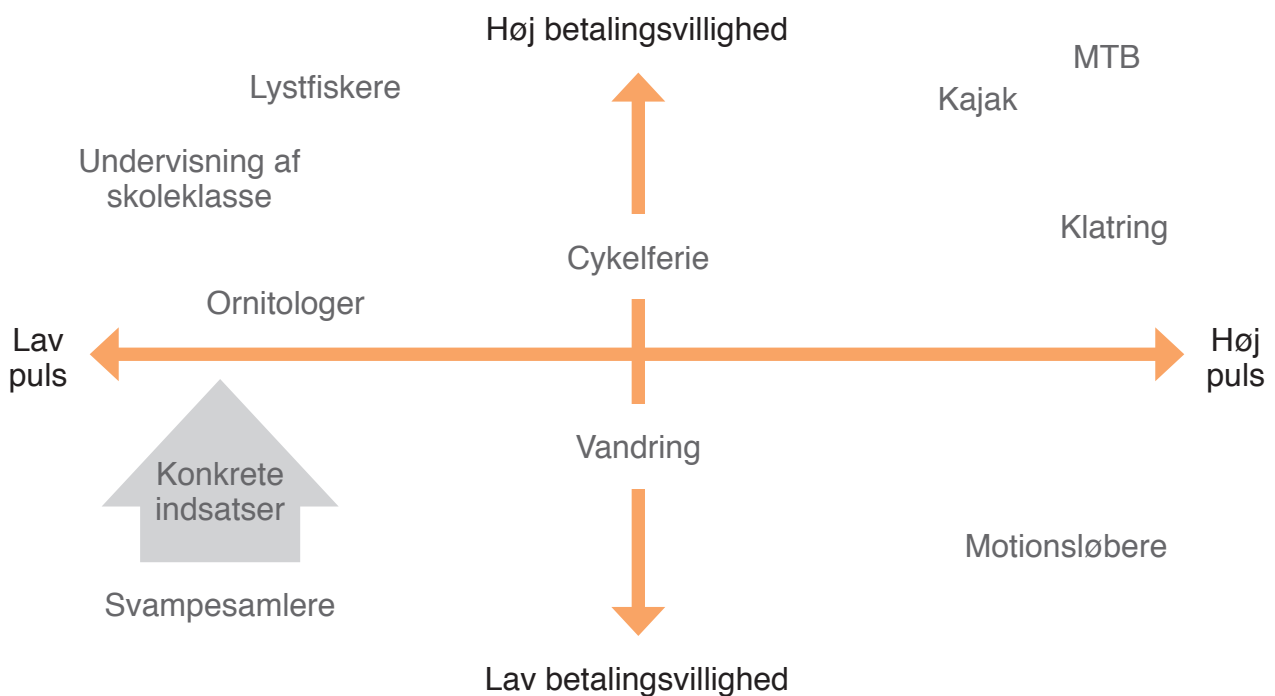 Høj betalingsvillighed
MTB
Lystfiskere
Kajak
Undervisning af
skoleklasse
Klatring
Cykelferie
Ornitologer
Lav
puls
Høj
puls
Vandring
Konkrete
indsatser
Motionsløbere
Svampesamlere
Lav betalingsvillighed